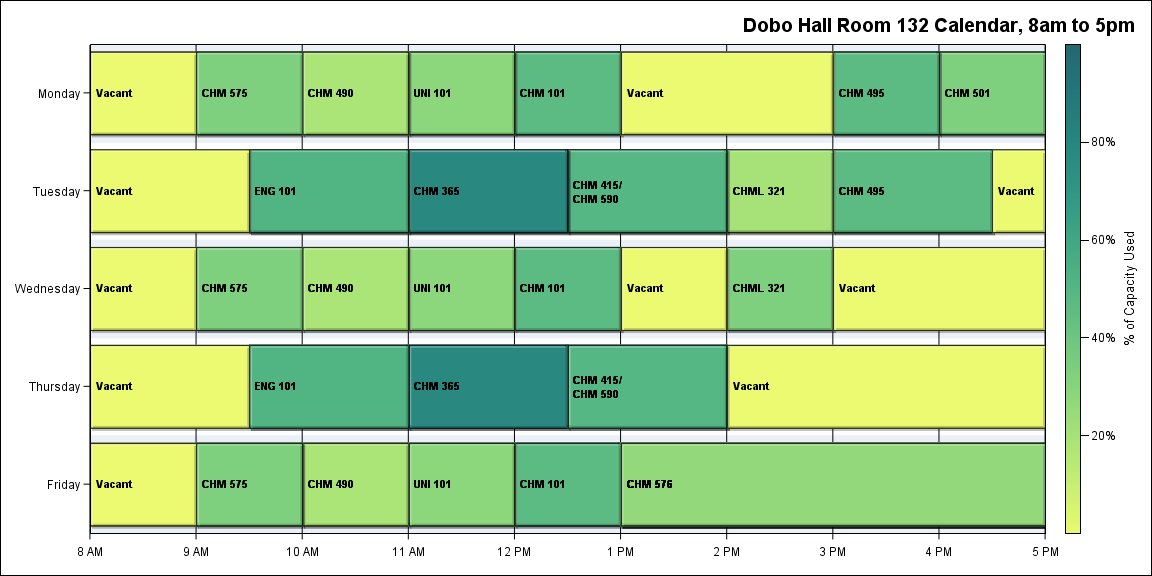 Dobo Hall Room 132 Calendar, 8am to 5pm
Monday
Vacant
CHM 575
CHM 490
UNI 101
CHM 101
Vacant
CHM 495
CHM 501
Tuesday
Vacant
ENG 101
CHM 365
CHM 415/
CHM 590
CHML 321
CHM 495
Vacant
Wednesday
Vacant
CHM 575
CHM 490
UNI 101
CHM 101
Vacant
CHML 321
Vacant
Thursday
Vacant
ENG 101
CHM 365
CHM 415/
CHM 590
Vacant
Friday
Vacant
CHM 575
CHM 490
UNI 101
CHM 101
CHM 576
8 AM
9 AM
10 AM
11 AM
12 PM
1 PM
2 PM
3 PM
4 PM
5 PM
80%
60%
40%
20%
% of Capacity Used